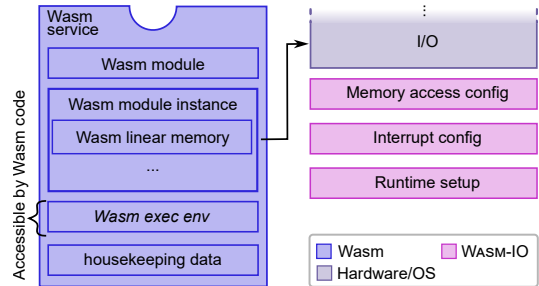 Wasm
service
Wasm module
Wasm module instance
Wasm linear memory
...
Wasm exec env
housekeeping data
Accessible by Wasm code
...
I/O
Memory access config
Interrupt config
Runtime setup
Wasm
WASM-IO
Hardware/OS